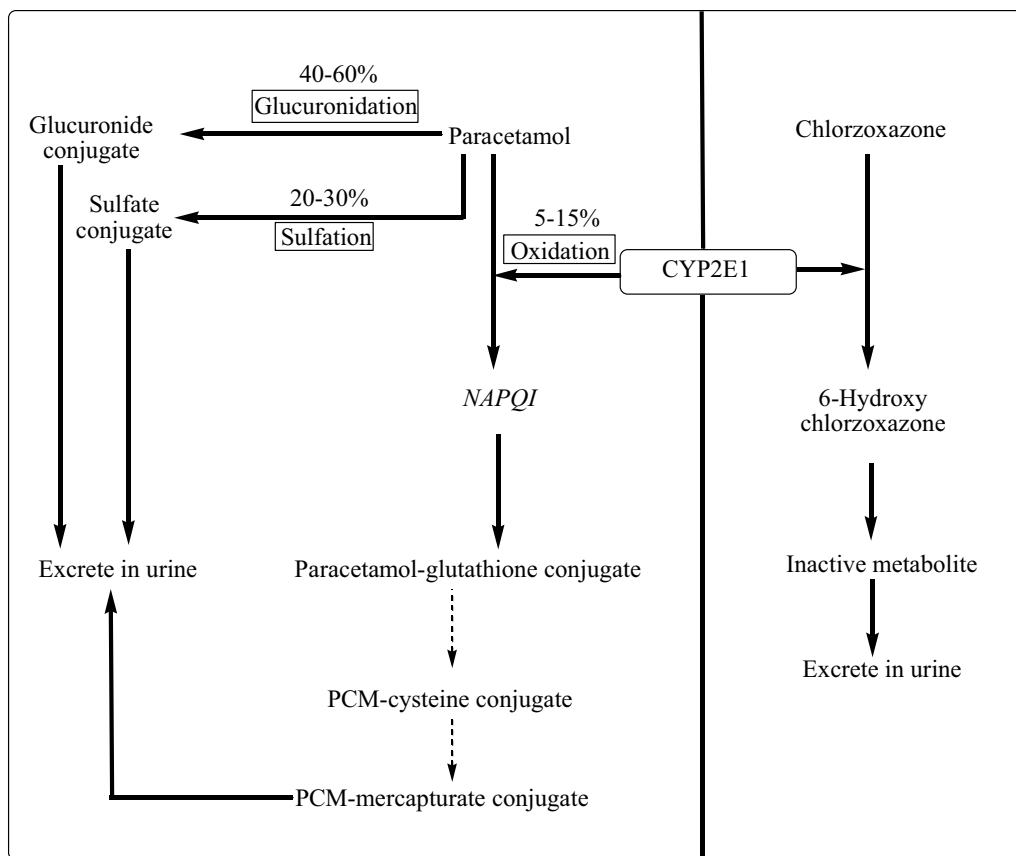 40-60%
Glucuronidation
Glucuronide
conjugate
Paracetamol
Sulfate
conjugate
20-30%
Sulfation
5-15%
Oxidation
CYP2E1
NAPQI
Excrete in urine
Paracetamol-glutathione conjugate
PCM-cysteine conjugate
PCM-mercapturate conjugate
Chlorzoxazone
6-Hydroxy
chlorzoxazone
Inactive metabolite
Excrete in urine